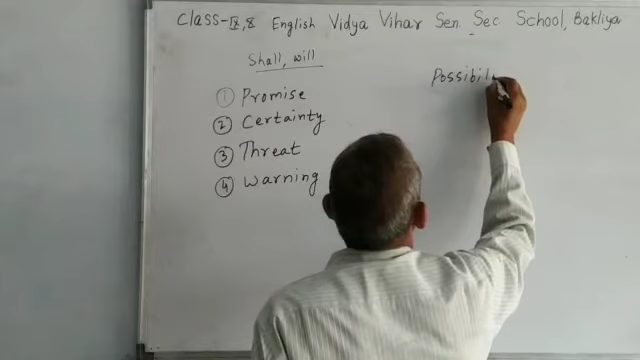 Class-IX, X English Vidya Vihar Sen. Sec School, Bakliya
Shall, will
① Promise
② Certainty
③ Threat
④ Warning
Possibil